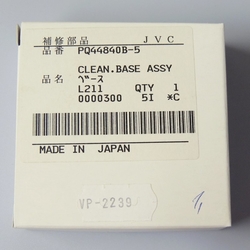 補修部品 JVC
品番 PQ44840B-5
CLEAN.BASE ASSY
品名 ベース
L211 QTY 1
0000300 5I *C
MADE IN JAPAN
VP-2239